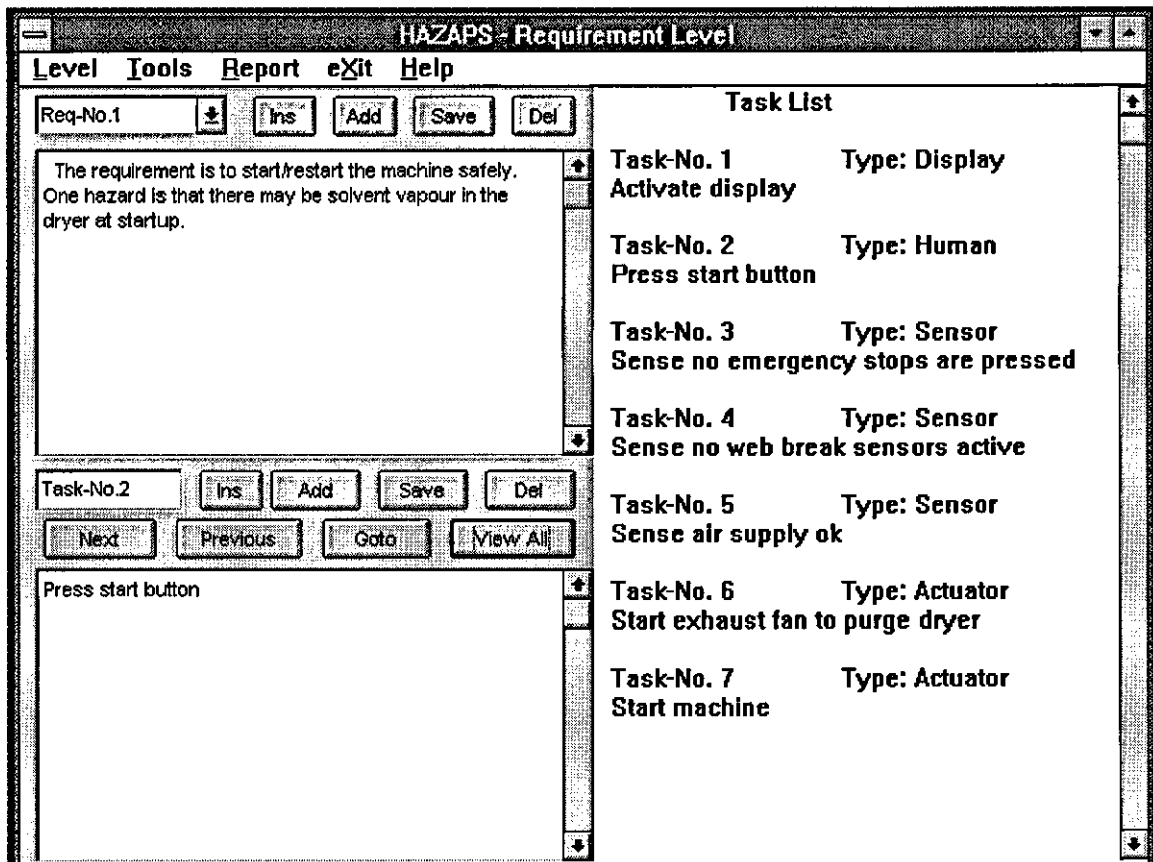 HAZAPS - Requirement Level
Level Tools Report eXit Help
Req-No.1 Ins Add Save Del
The requirement is to start/restart the machine safely.
One hazard is that there may be solvent vapour in the
dryer at startup.
Task-No.2 Ins Add Save Del
Next Previous Goto View All
Press start button
Task List
Task-No. 1 Type: Display
Activate display
Task-No. 2 Type: Human
Press start button
Task-No. 3 Type: Sensor
Sense no emergency stops are pressed
Task-No. 4 Type: Sensor
Sense no web break sensors active
Task-No. 5 Type: Sensor
Sense air supply ok
Task-No. 6 Type: Actuator
Start exhaust fan to purge dryer
Task-No. 7 Type: Actuator
Start machine